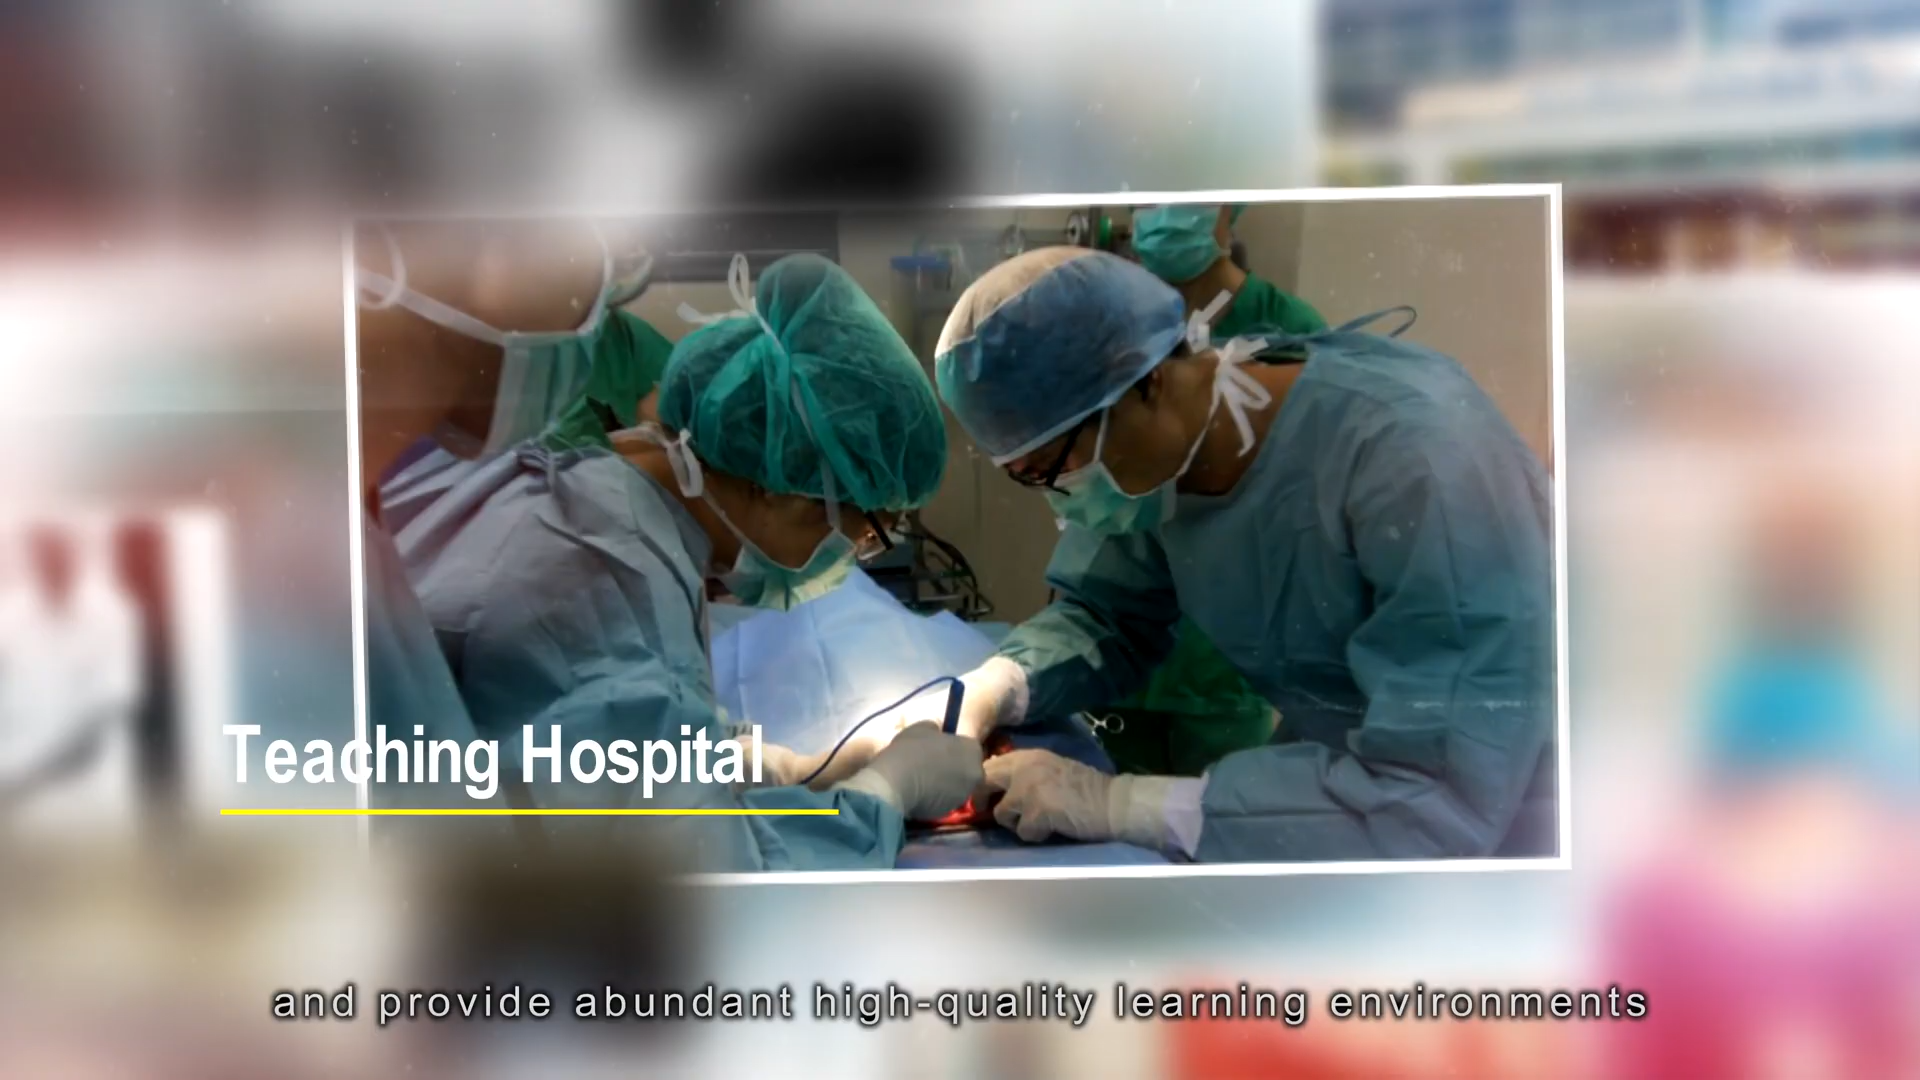 Teaching Hospital
and provide abundant high-quality learning environments